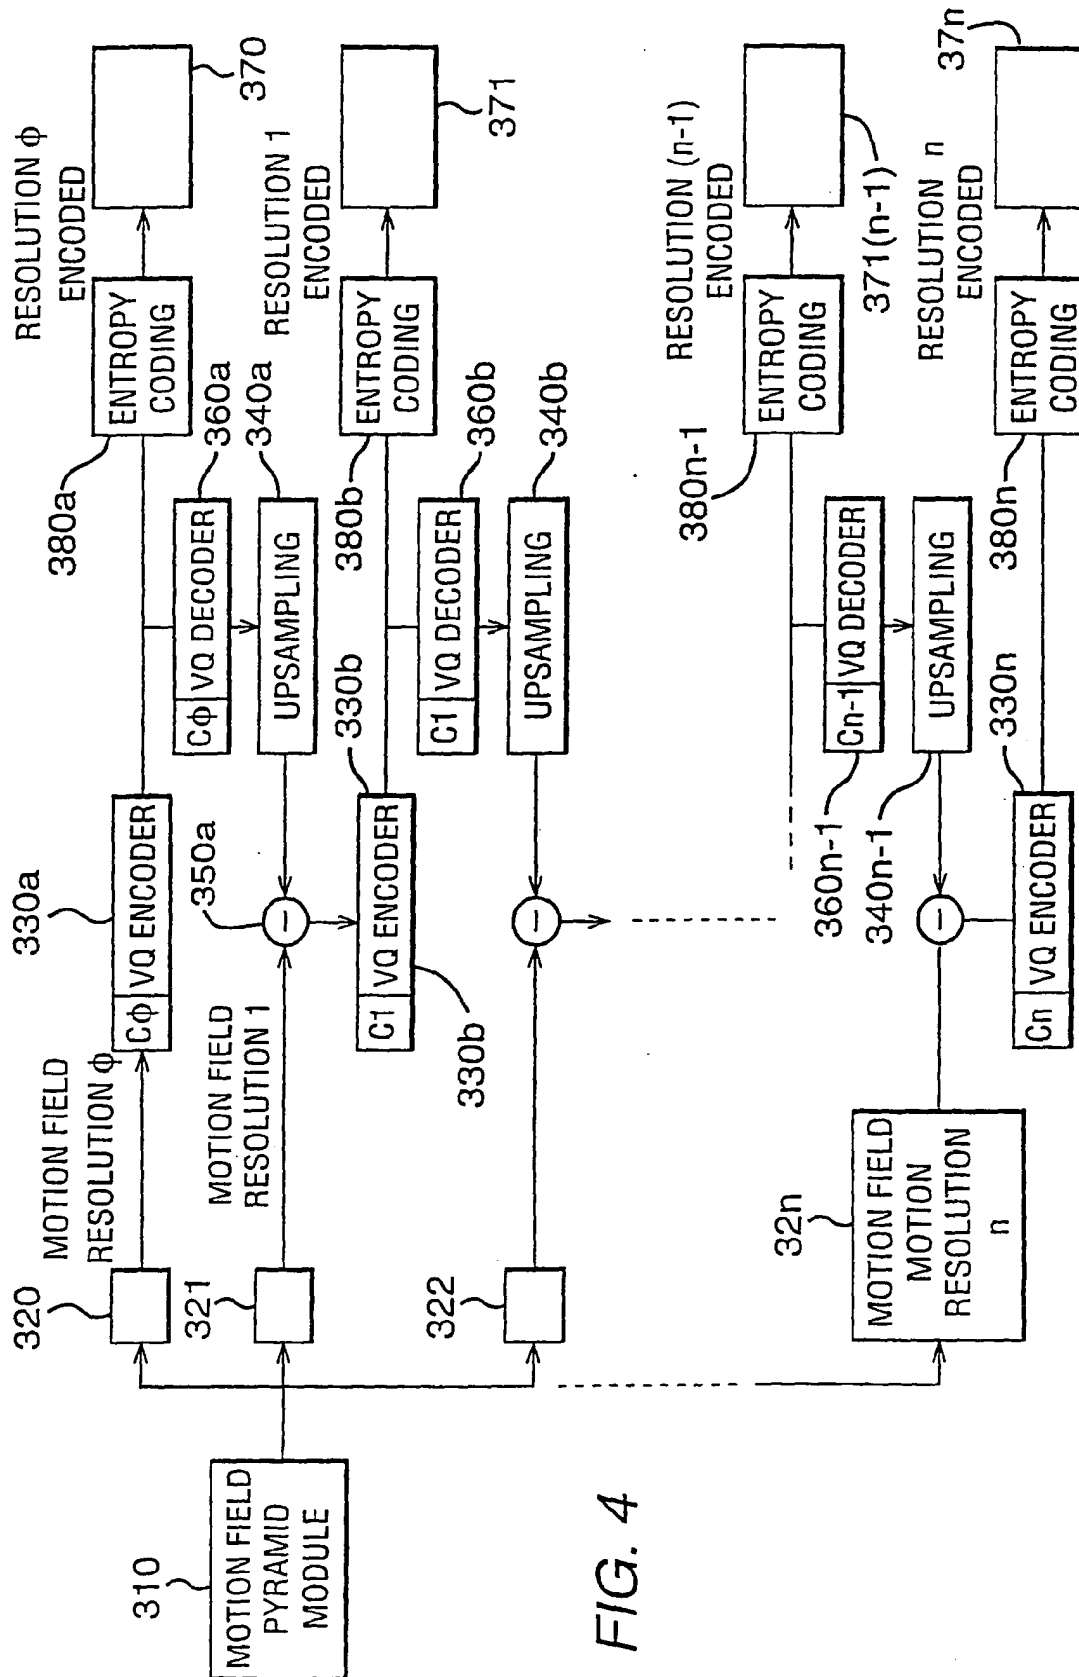 310
MOTION FIELD
PYRAMID
MODULE
320
MOTION FIELD
RESOLUTION ϕ
330a
Cϕ VQ ENCODER
380a
ENTROPY
CODING
RESOLUTION ϕ
ENCODED
370
Cϕ VQ DECODER
360a
UPSAMPLING
340a
321
MOTION FIELD
RESOLUTION 1
350a
−
330b
C1 VQ ENCODER
330b
380b
ENTROPY
CODING
RESOLUTION 1
ENCODED
371
C1 VQ DECODER
360b
UPSAMPLING
340b
322
−
380n-1
ENTROPY
CODING
RESOLUTION (n-1)
ENCODED
371(n-1)
360n-1
Cn-1 VQ DECODER
340n-1
UPSAMPLING
32n
MOTION FIELD
MOTION
RESOLUTION
n
−
330n
Cn VQ ENCODER
380n
ENTROPY
CODING
RESOLUTION n
ENCODED
37n
FIG. 4